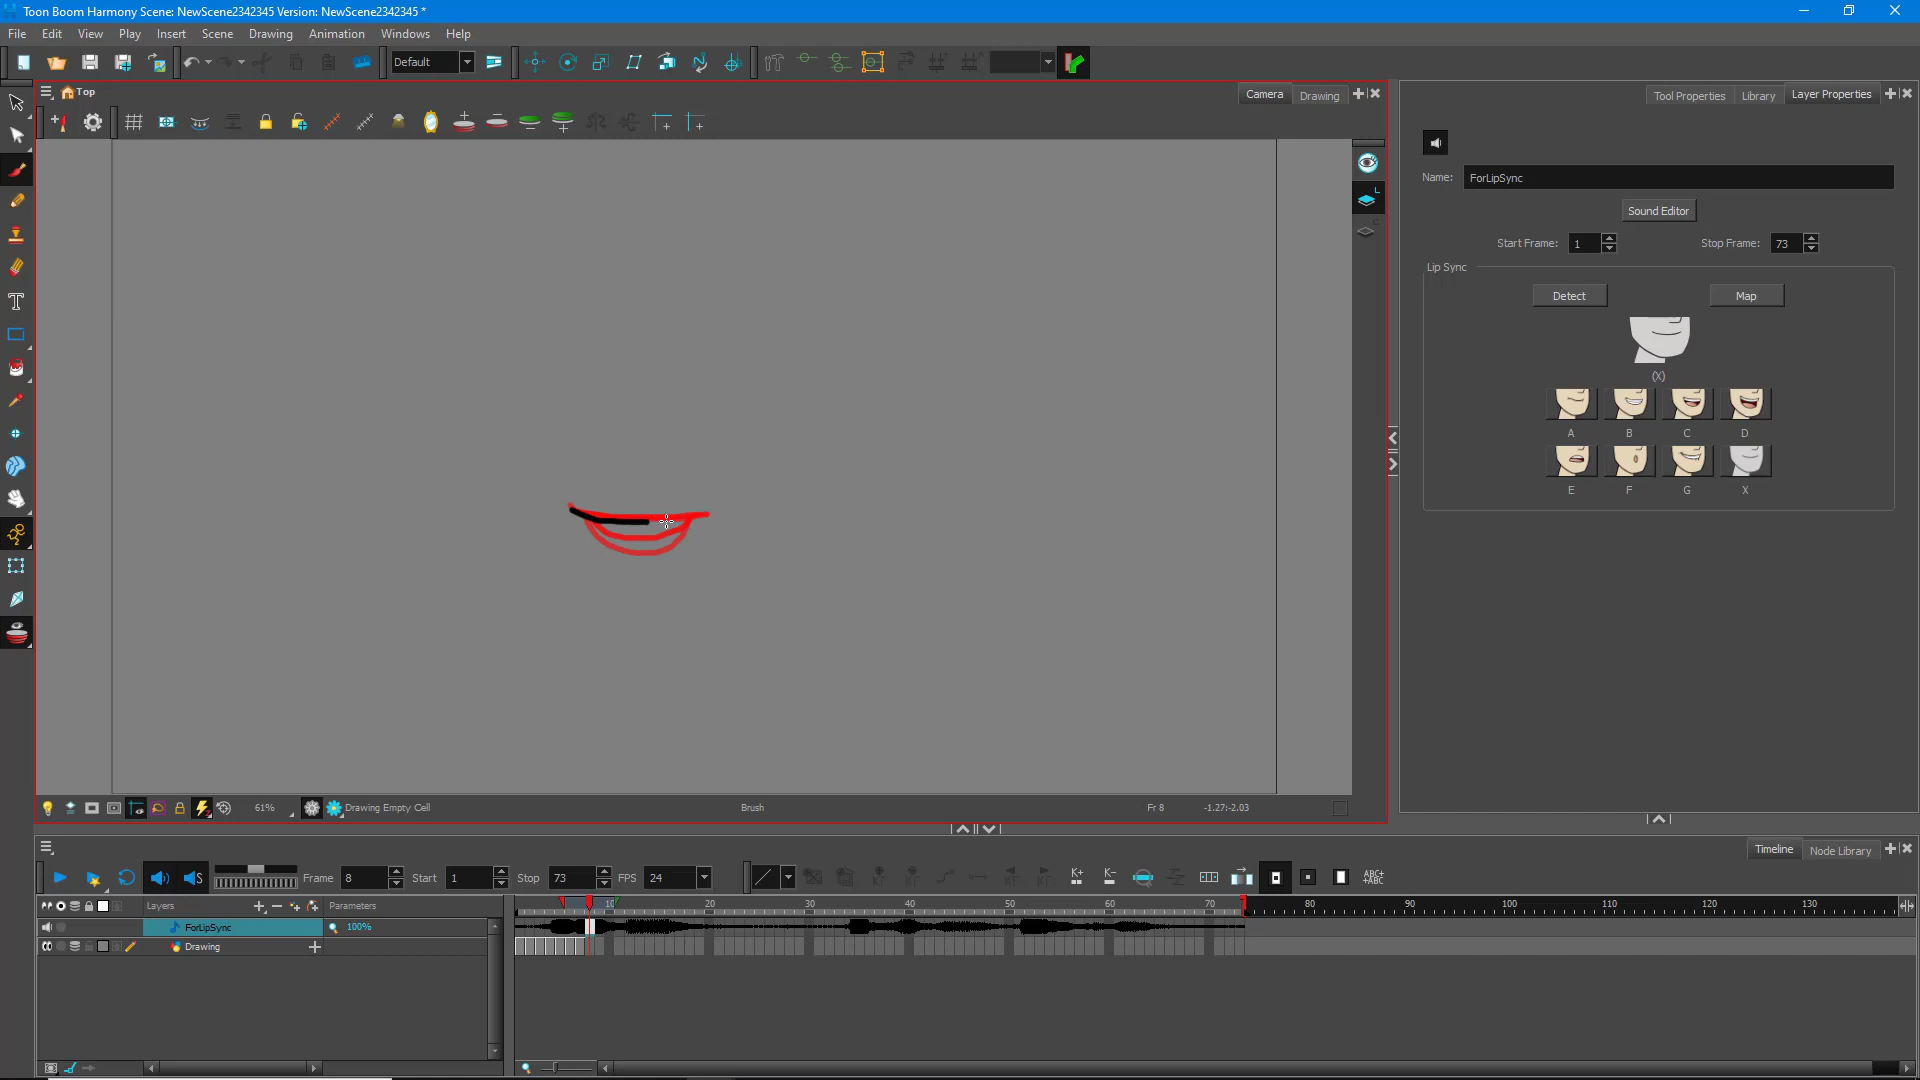 Toon Boom Harmony Scene: NewScene2342345 Version: NewScene2342345 *
File Edit View Play Insert Scene Drawing Animation Windows Help
Default
Top
Camera Drawing
Tool Properties Library Layer Properties
Name: ForLipSync
Sound Editor
Start Frame: 1 Stop Frame: 73
Lip Sync
Detect Map
(X)
A B C D
E F G X
61% Drawing Empty Cell Brush Fr 8 -1.27:-2.03
Timeline Node Library
Frame 8 Start 1 Stop 73 FPS 24
Layers Parameters
10 20 30 40 50 60 70 80 90 100 110 120 130
ForLipSync 100%
Drawing